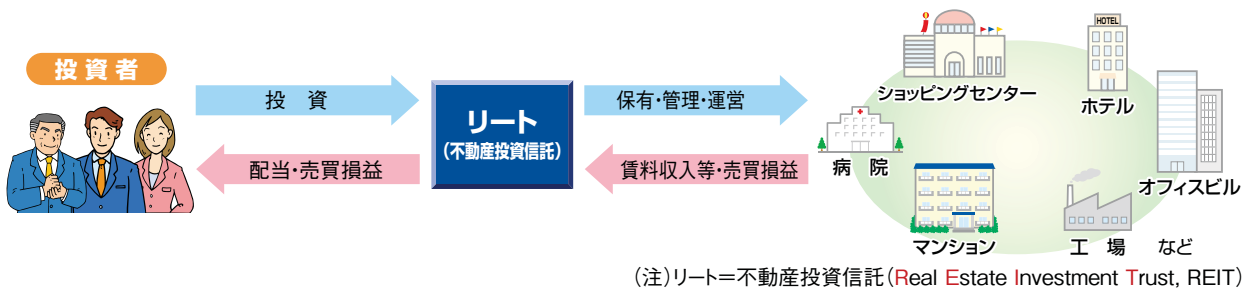 投資者
投 資
配当・売買損益
リート
(不動産投資信託)
保有・管理・運営
賃料収入等・売買損益
ショッピングセンター
HOTEL
ホテル
病 院
オフィスビル
マンション
工 場 など
(注)リート=不動産投資信託(Real Estate Investment Trust, REIT)